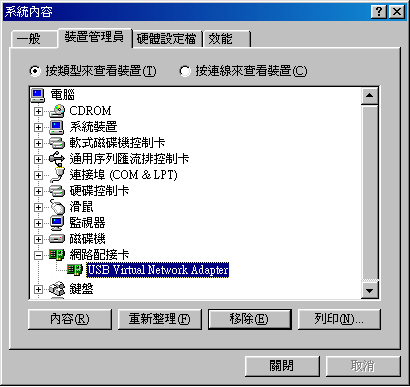 系統內容
一般 裝置管理員 硬體設定檔 效能
按類型來查看裝置(T) 按連線來查看裝置(C)
電腦
CDROM
系統裝置
軟式磁碟機控制卡
通用序列匯流排控制卡
連接埠 (COM & LPT)
硬碟控制卡
滑鼠
監視器
磁碟機
網路配接卡
USB Virtual Network Adapter
鍵盤
內容(R) 重新整理(F) 移除(E) 列印(N)...
關閉 取消